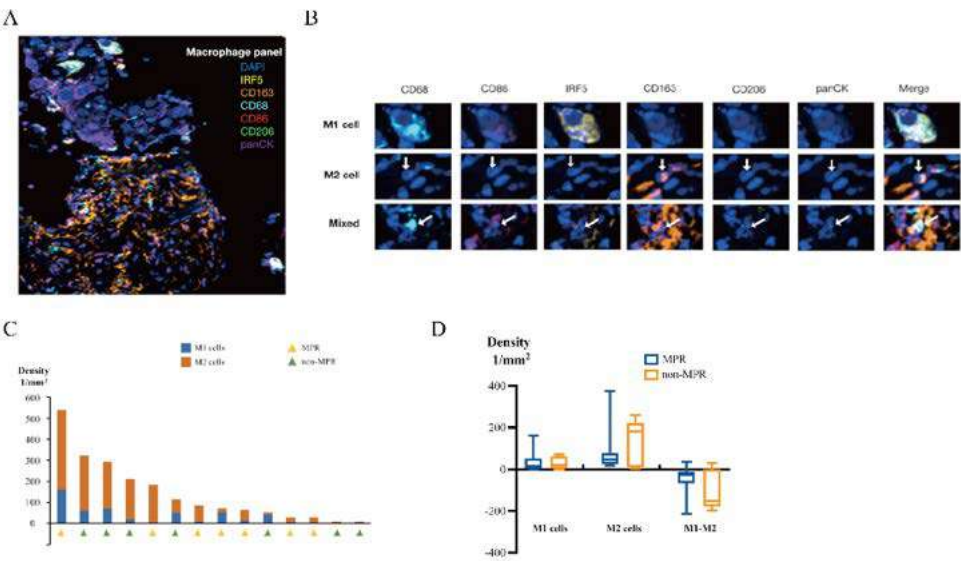 A
Macrophage panel
DAPI
IRF5
CD163
CD68
CD86
CD206
panCK
B
CD68 CD86 IRF5 CD163 CD206 panCK Merge
M1 cell
M2 cell
Mixed
C
M1 cells MPR
M2 cells non-MPR
Density
1/mm²
600
500
400
300
200
100
0
D
Density
1/mm²
MPR
non-MPR
400
200
0
-200
-400
M1 cells M2 cells M1-M2